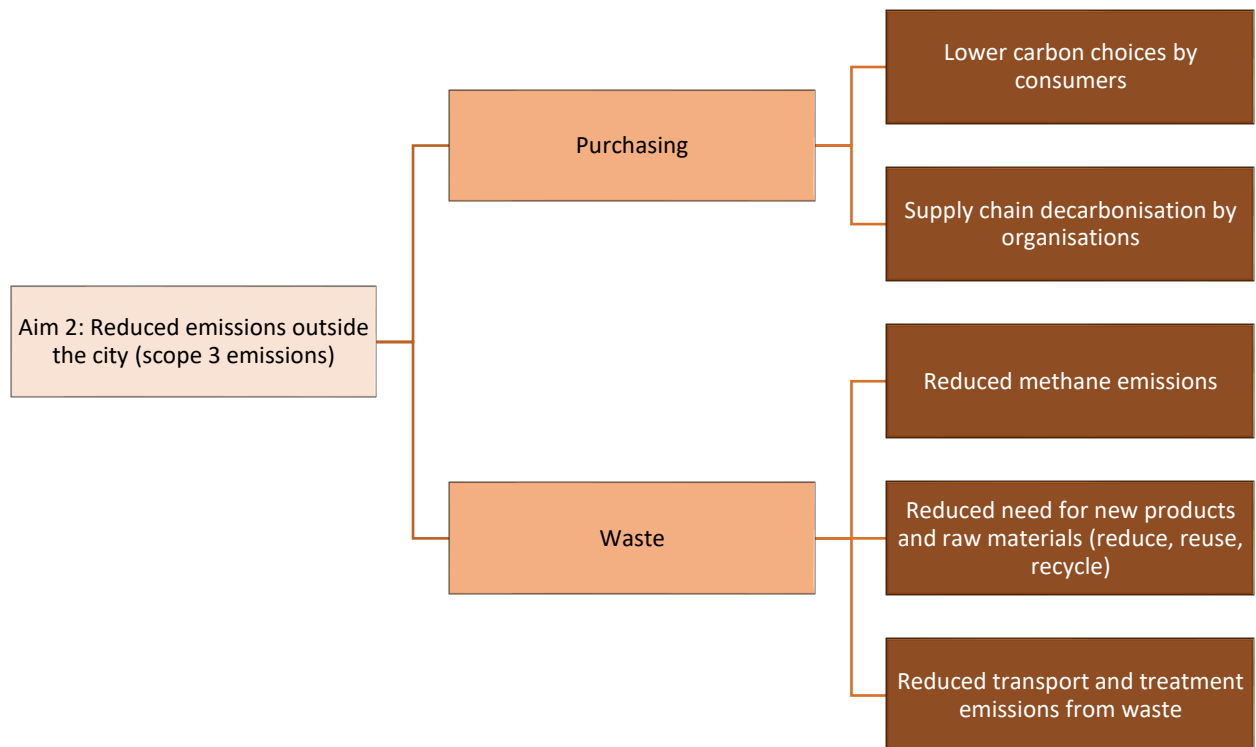 Aim 2: Reduced emissions outside
the city (scope 3 emissions)
Purchasing
Lower carbon choices by
consumers
Supply chain decarbonisation by
organisations
Waste
Reduced methane emissions
Reduced need for new products
and raw materials (reduce, reuse,
recycle)
Reduced transport and treatment
emissions from waste